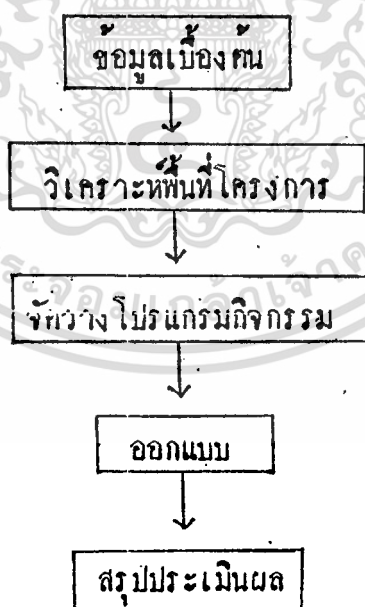 ข้อมูลเบื้องต้น
วิเคราะห์พื้นที่โครงการ
จัดวางโปรแกรมกิจกรรม
ออกแบบ
สรุปประเมินผล